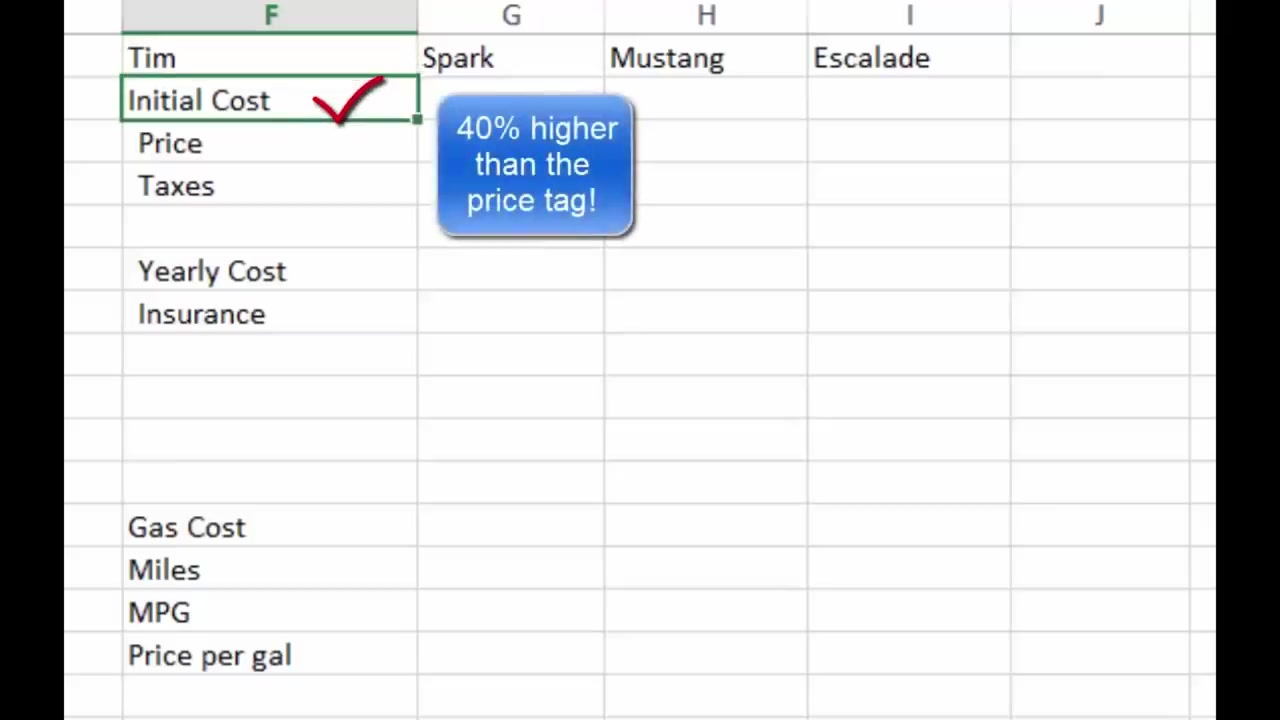 F G H I J
Tim Spark Mustang Escalade
Initial Cost
40% higher
than the
price tag!
Price
Taxes
Yearly Cost
Insurance
Gas Cost
Miles
MPG
Price per gal